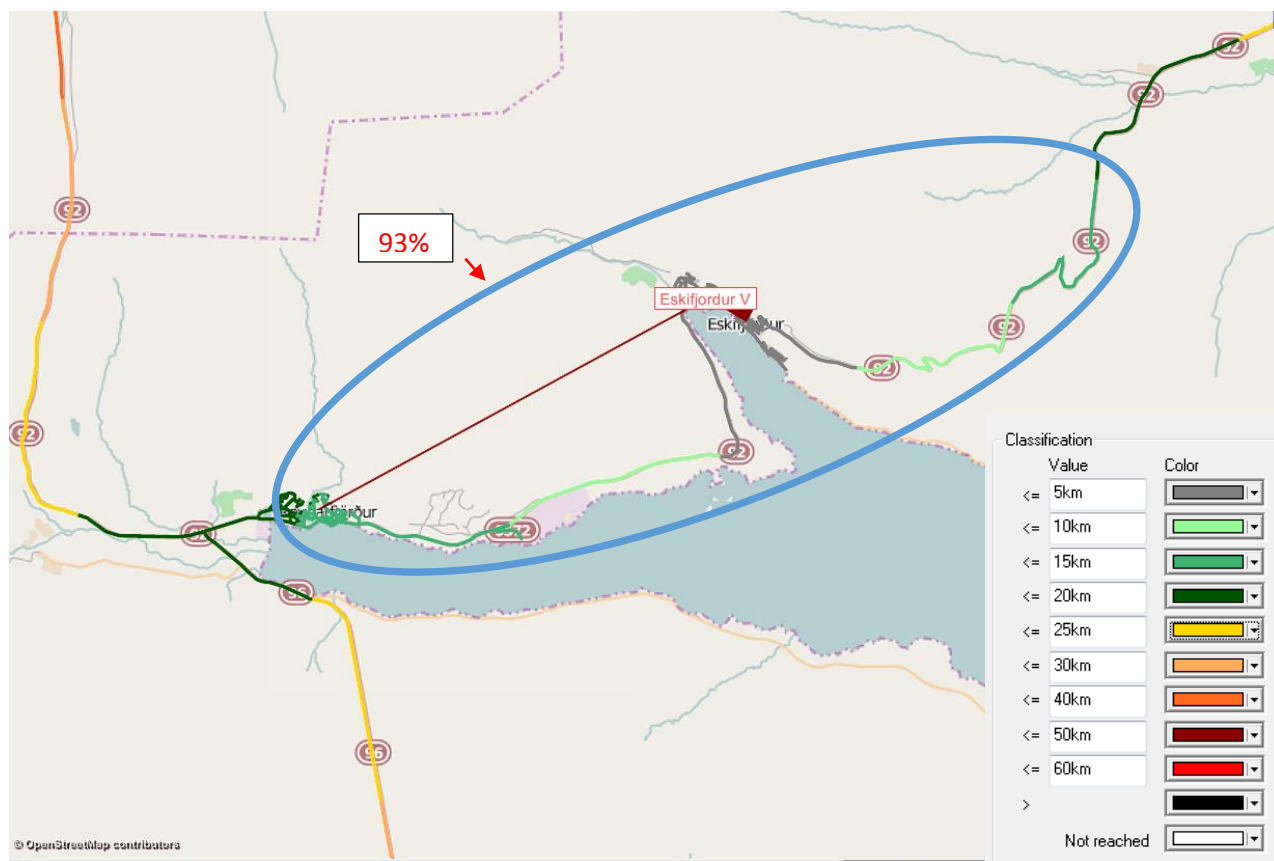 92
92
92
93%
92
Eskifjordur V
92
92
92
92
96
96
Classification
Value Color
<= 5km
<= 10km
<= 15km
<= 20km
<= 25km
<= 30km
<= 40km
<= 50km
<= 60km
>
Not reached
© OpenStreetMap contributors